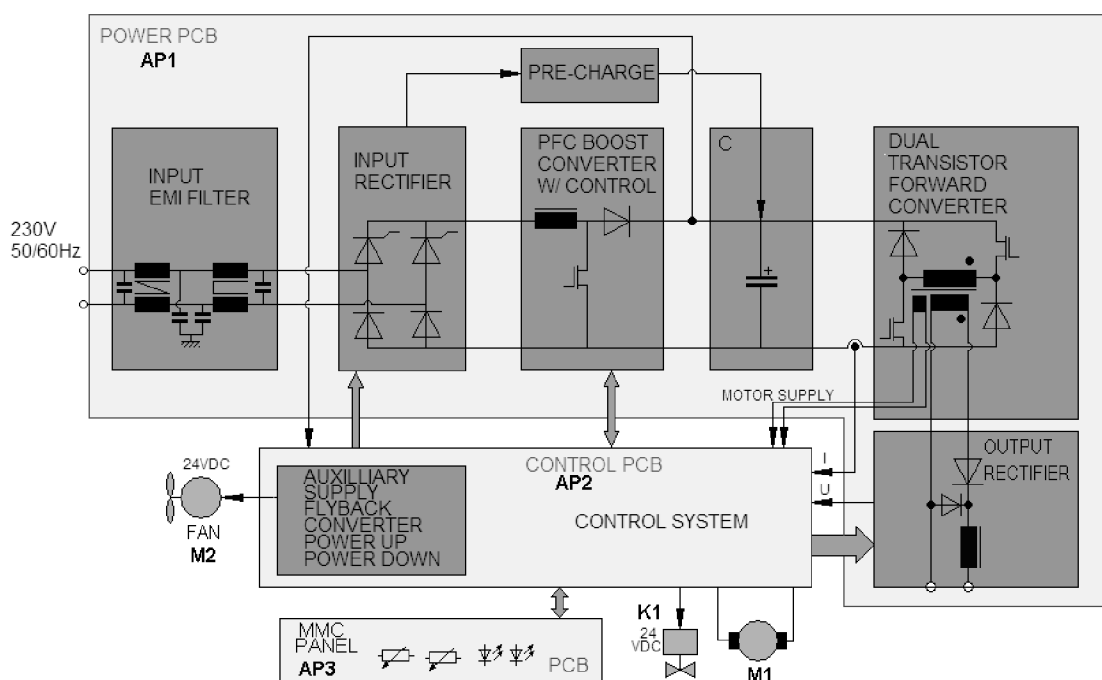 POWER PCB
AP1
PRE-CHARGE
INPUT
EMI FILTER
INPUT
RECTIFIER
PFC BOOST
CONVERTER
W/ CONTROL
C
DUAL
TRANSISTOR
FORWARD
CONVERTER
230V
50/60Hz
+
MOTOR SUPPLY
24VDC
FAN
M2
AUXILLIARY
SUPPLY
FLYBACK
CONVERTER
POWER UP
POWER DOWN
CONTROL PCB
AP2
CONTROL SYSTEM
I
U
OUTPUT
RECTIFIER
MMC
PANEL
AP3
PCB
K1
24
VDC
M1